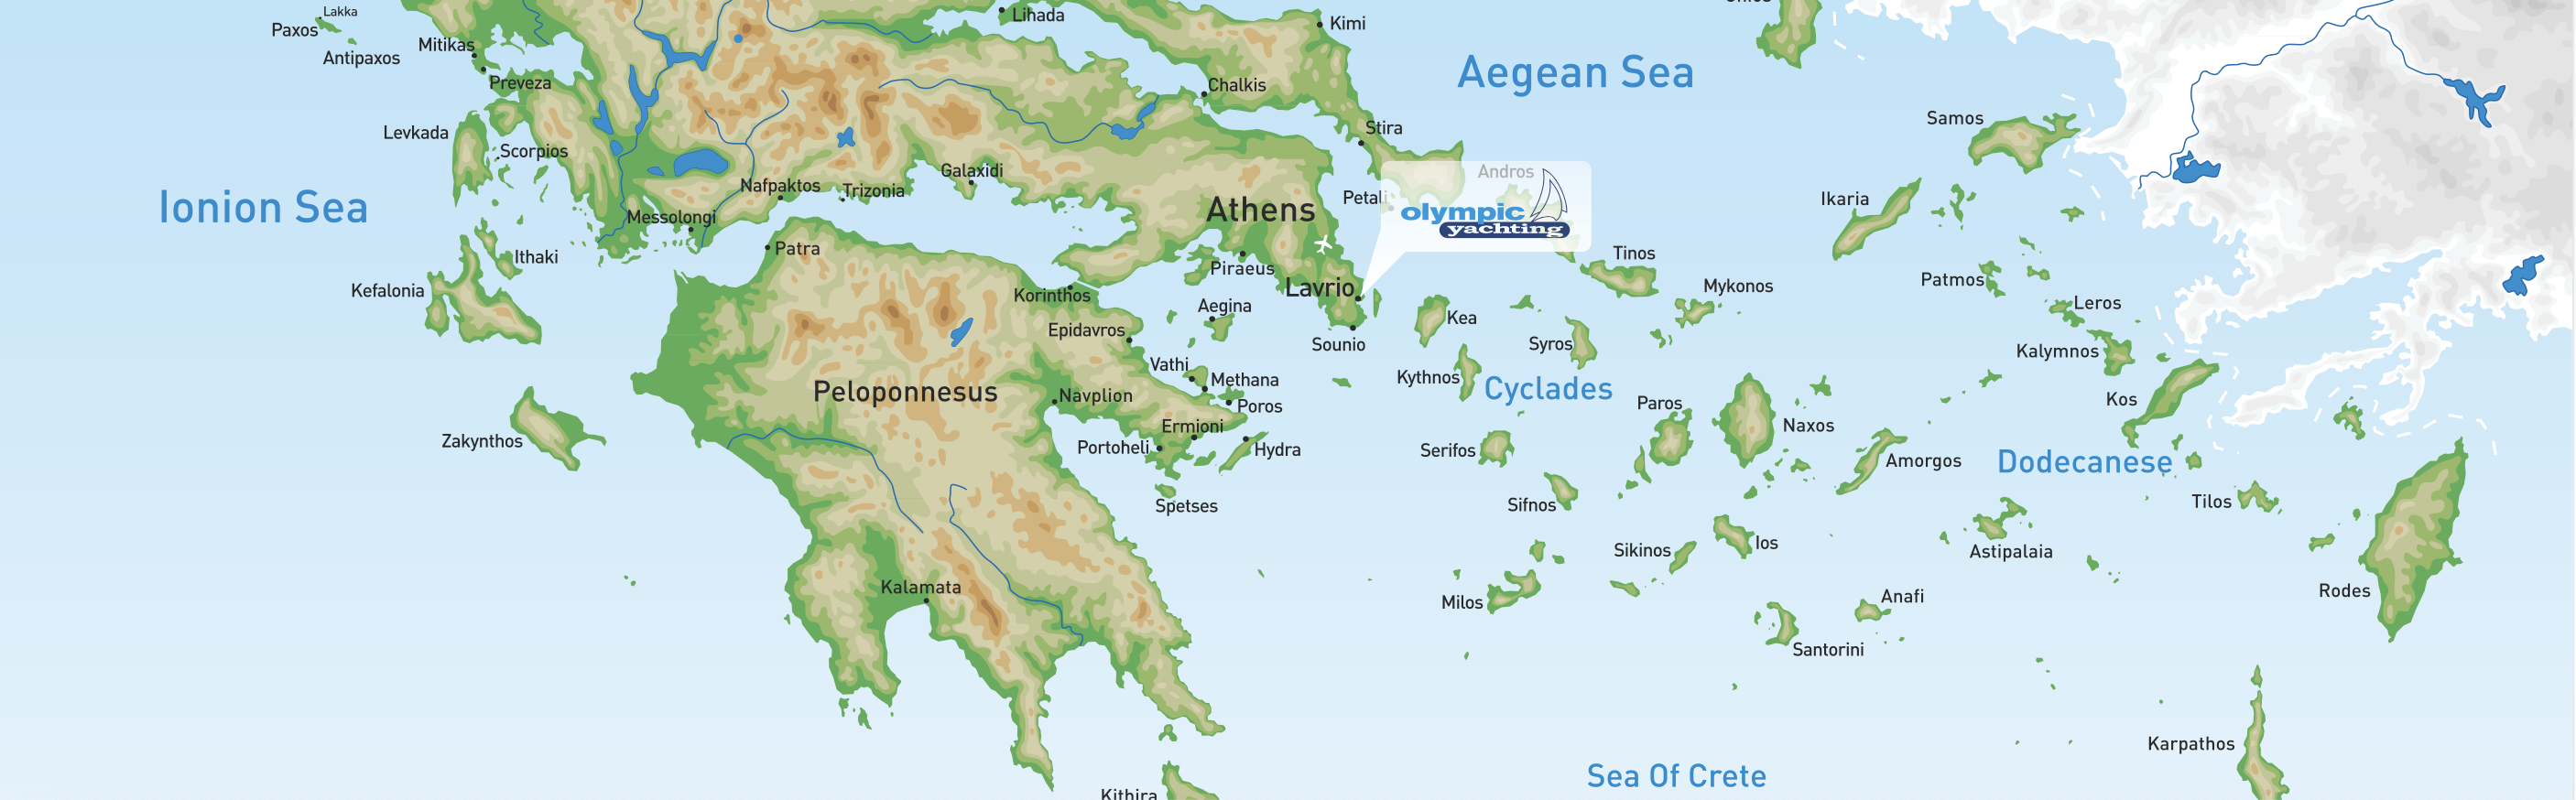 Lakka
Paxos
Antipaxos
Mitikas
Preveza
Levkada
Scorpios
Ionion Sea
Ithaki
Kefalonia
Zakynthos
Lihada
Kimi
Chalkis
Stira
Galaxidi
Nafpaktos
Trizonia
Messolongi
Patra
Athens
Petali
Andros
olympic
yachting
Piraeus
Lavrio
Korinthos
Aegina
Epidavros
Sounio
Vathi
Methana
Peloponnesus
Navplion
Poros
Ermioni
Portoheli
Hydra
Spetses
Kalamata
Kithira
Aegean Sea
Samos
Ikaria
Tinos
Mykonos
Patmos
Leros
Kea
Syros
Kalymnos
Kythnos
Cyclades
Kos
Paros
Naxos
Serifos
Amorgos
Dodecanese
Sifnos
Tilos
Sikinos
Ios
Astipalaia
Milos
Anafi
Rodes
Santorini
Karpathos
Sea Of Crete